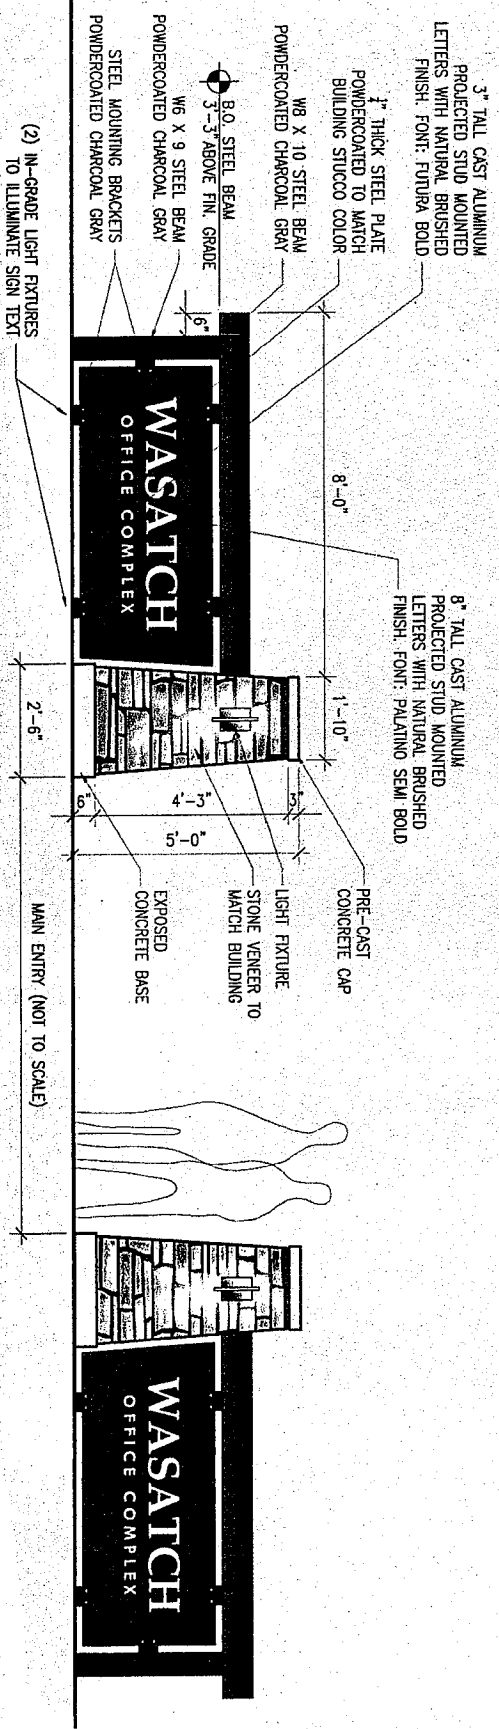 3" TALL CAST ALUMINUM
PROJECTED STUD MOUNTED
LETTERS WITH NATURAL BRUSHED
FINISH. FONT: FUTURA BOLD
" THICK STEEL PLATE
POWDERCOATED TO MATCH
BUILDING STUCCO COLOR
W8 X 10 STEEL BEAM
POWDERCOATED CHARCOAL GRAY
B.O. STEEL BEAM
3'-3" ABOVE FIN. GRADE
W6 X 9 STEEL BEAM
POWDERCOATED CHARCOAL GRAY
STEEL MOUNTING BRACKETS
POWDERCOATED CHARCOAL GRAY
(2) IN-GRADE LIGHT FIXTURES
TO ILLUMINATE SIGN TEXT
6"
8'-0"
WASATCH
OFFICE COMPLEX
8" TALL CAST ALUMINUM
PROJECTED STUD MOUNTED
LETTERS WITH NATURAL BRUSHED
FINISH. FONT: PALATINO SEMI BOLD
1'-10"
2'-6"
3"
4'-3"
6"
5'-0"
PRE-CAST
CONCRETE CAP
LIGHT FIXTURE
STONE VENEER TO
MATCH BUILDING
EXPOSED
CONCRETE BASE
MAIN ENTRY (NOT TO SCALE)
WASATCH
OFFICE COMPLEX